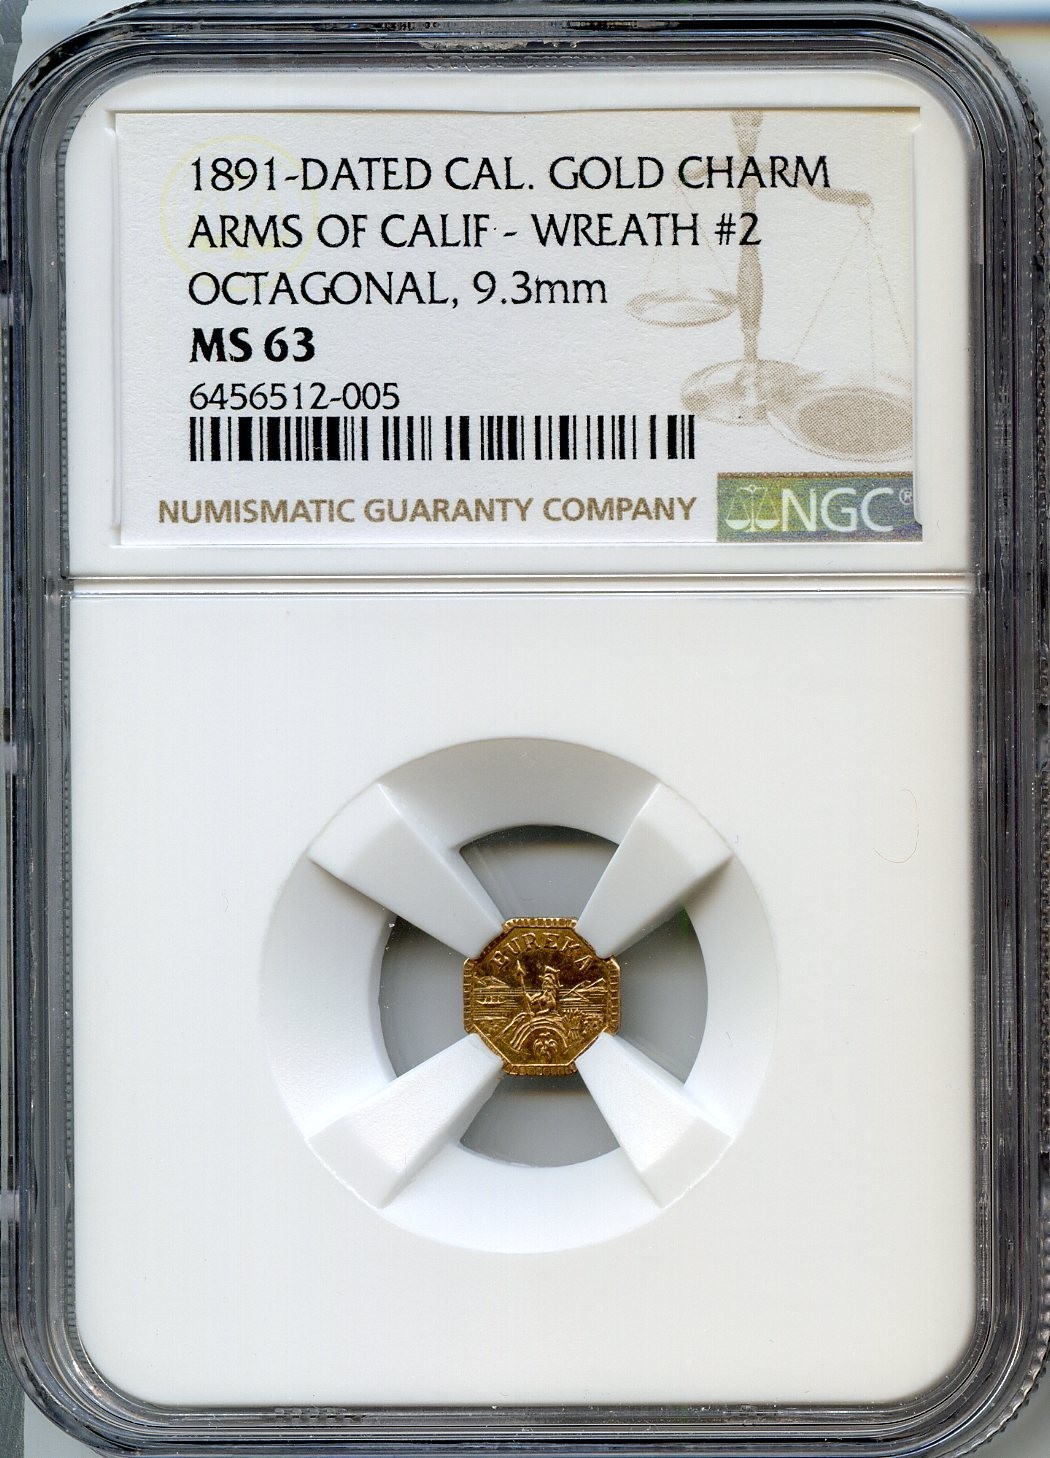 1891-DATED CAL. GOLD CHARM
ARMS OF CALIF - WREATH #2
OCTAGONAL, 9.3mm
MS 63
6456512-005
NUMISMATIC GUARANTY COMPANY
NGC®
EUREKA